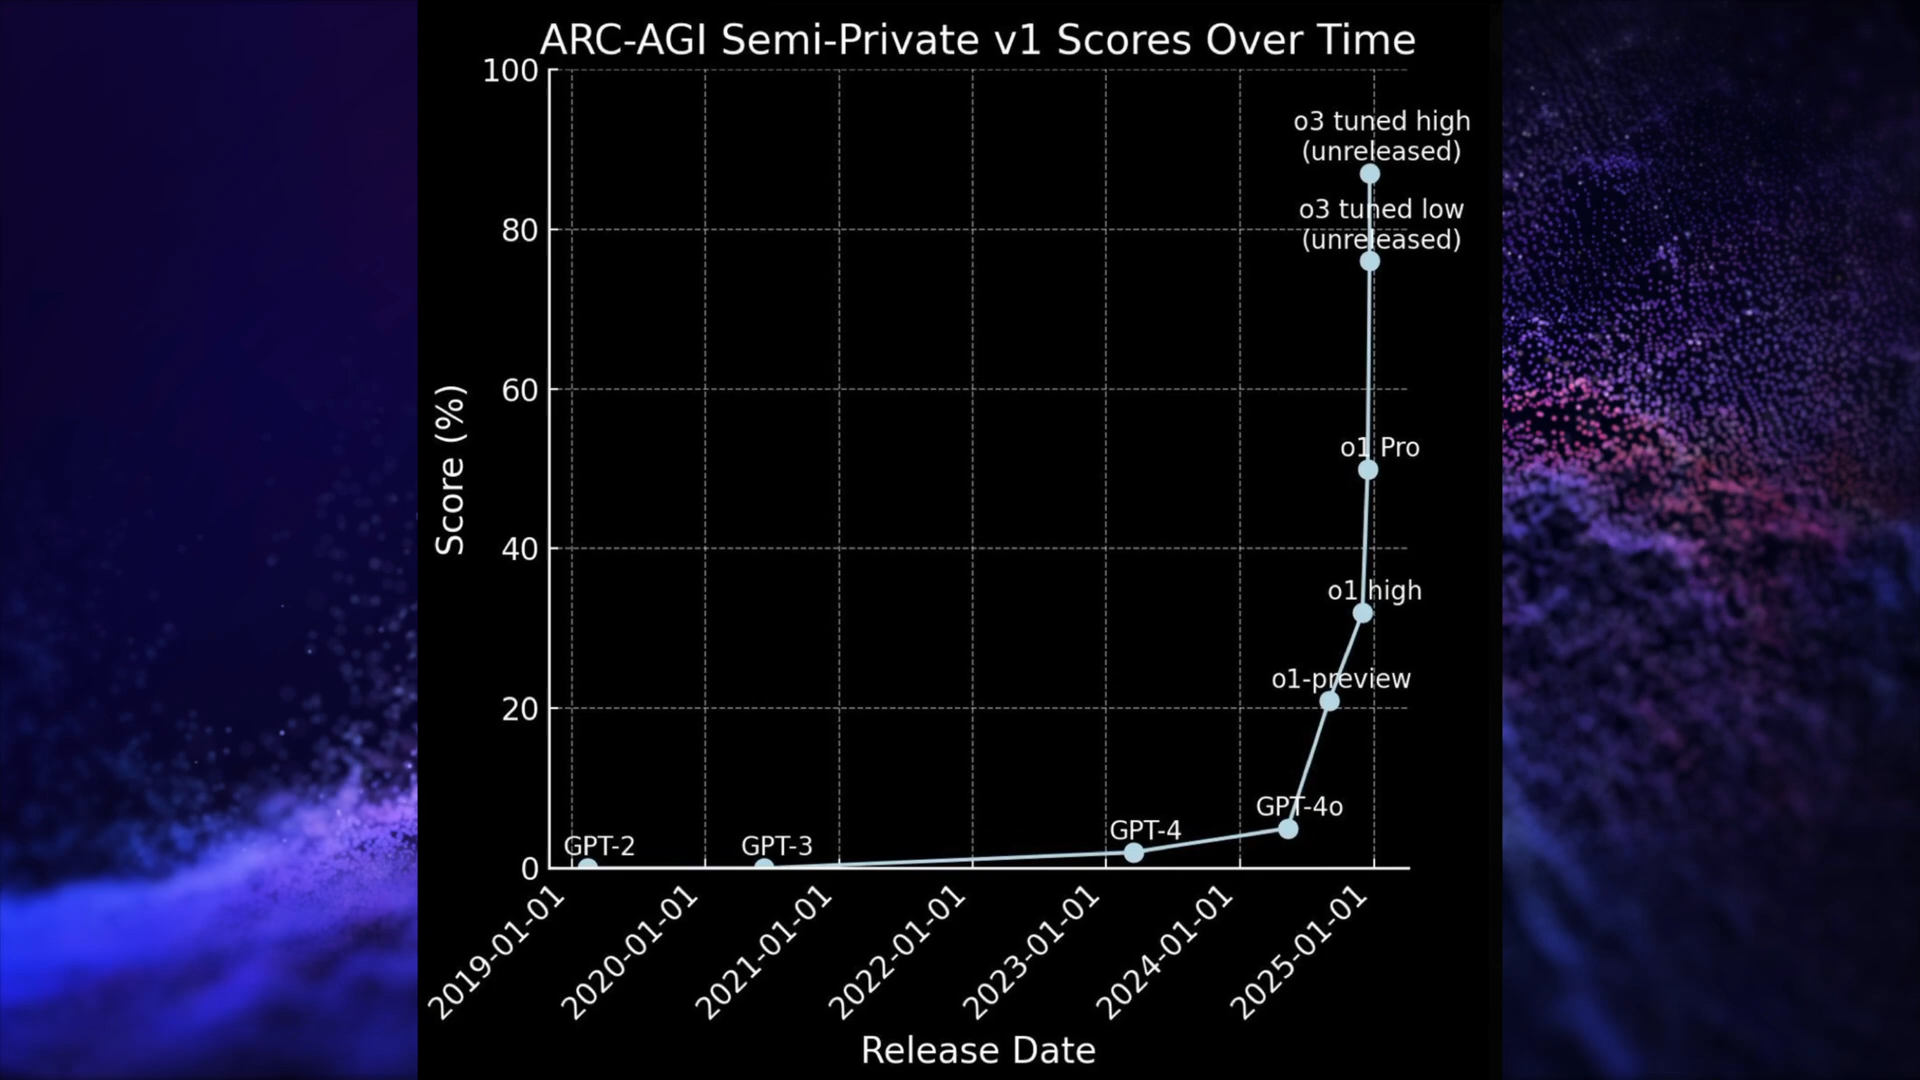 ARC-AGI Semi-Private v1 Scores Over Time
100
80
60
40
20
0
Score (%)
o3 tuned high
(unreleased)
o3 tuned low
(unreleased)
o1 Pro
o1 high
o1-preview
GPT-4o
GPT-4
GPT-3
GPT-2
2019-01-01
2020-01-01
2021-01-01
2022-01-01
2023-01-01
2024-01-01
2025-01-01
Release Date